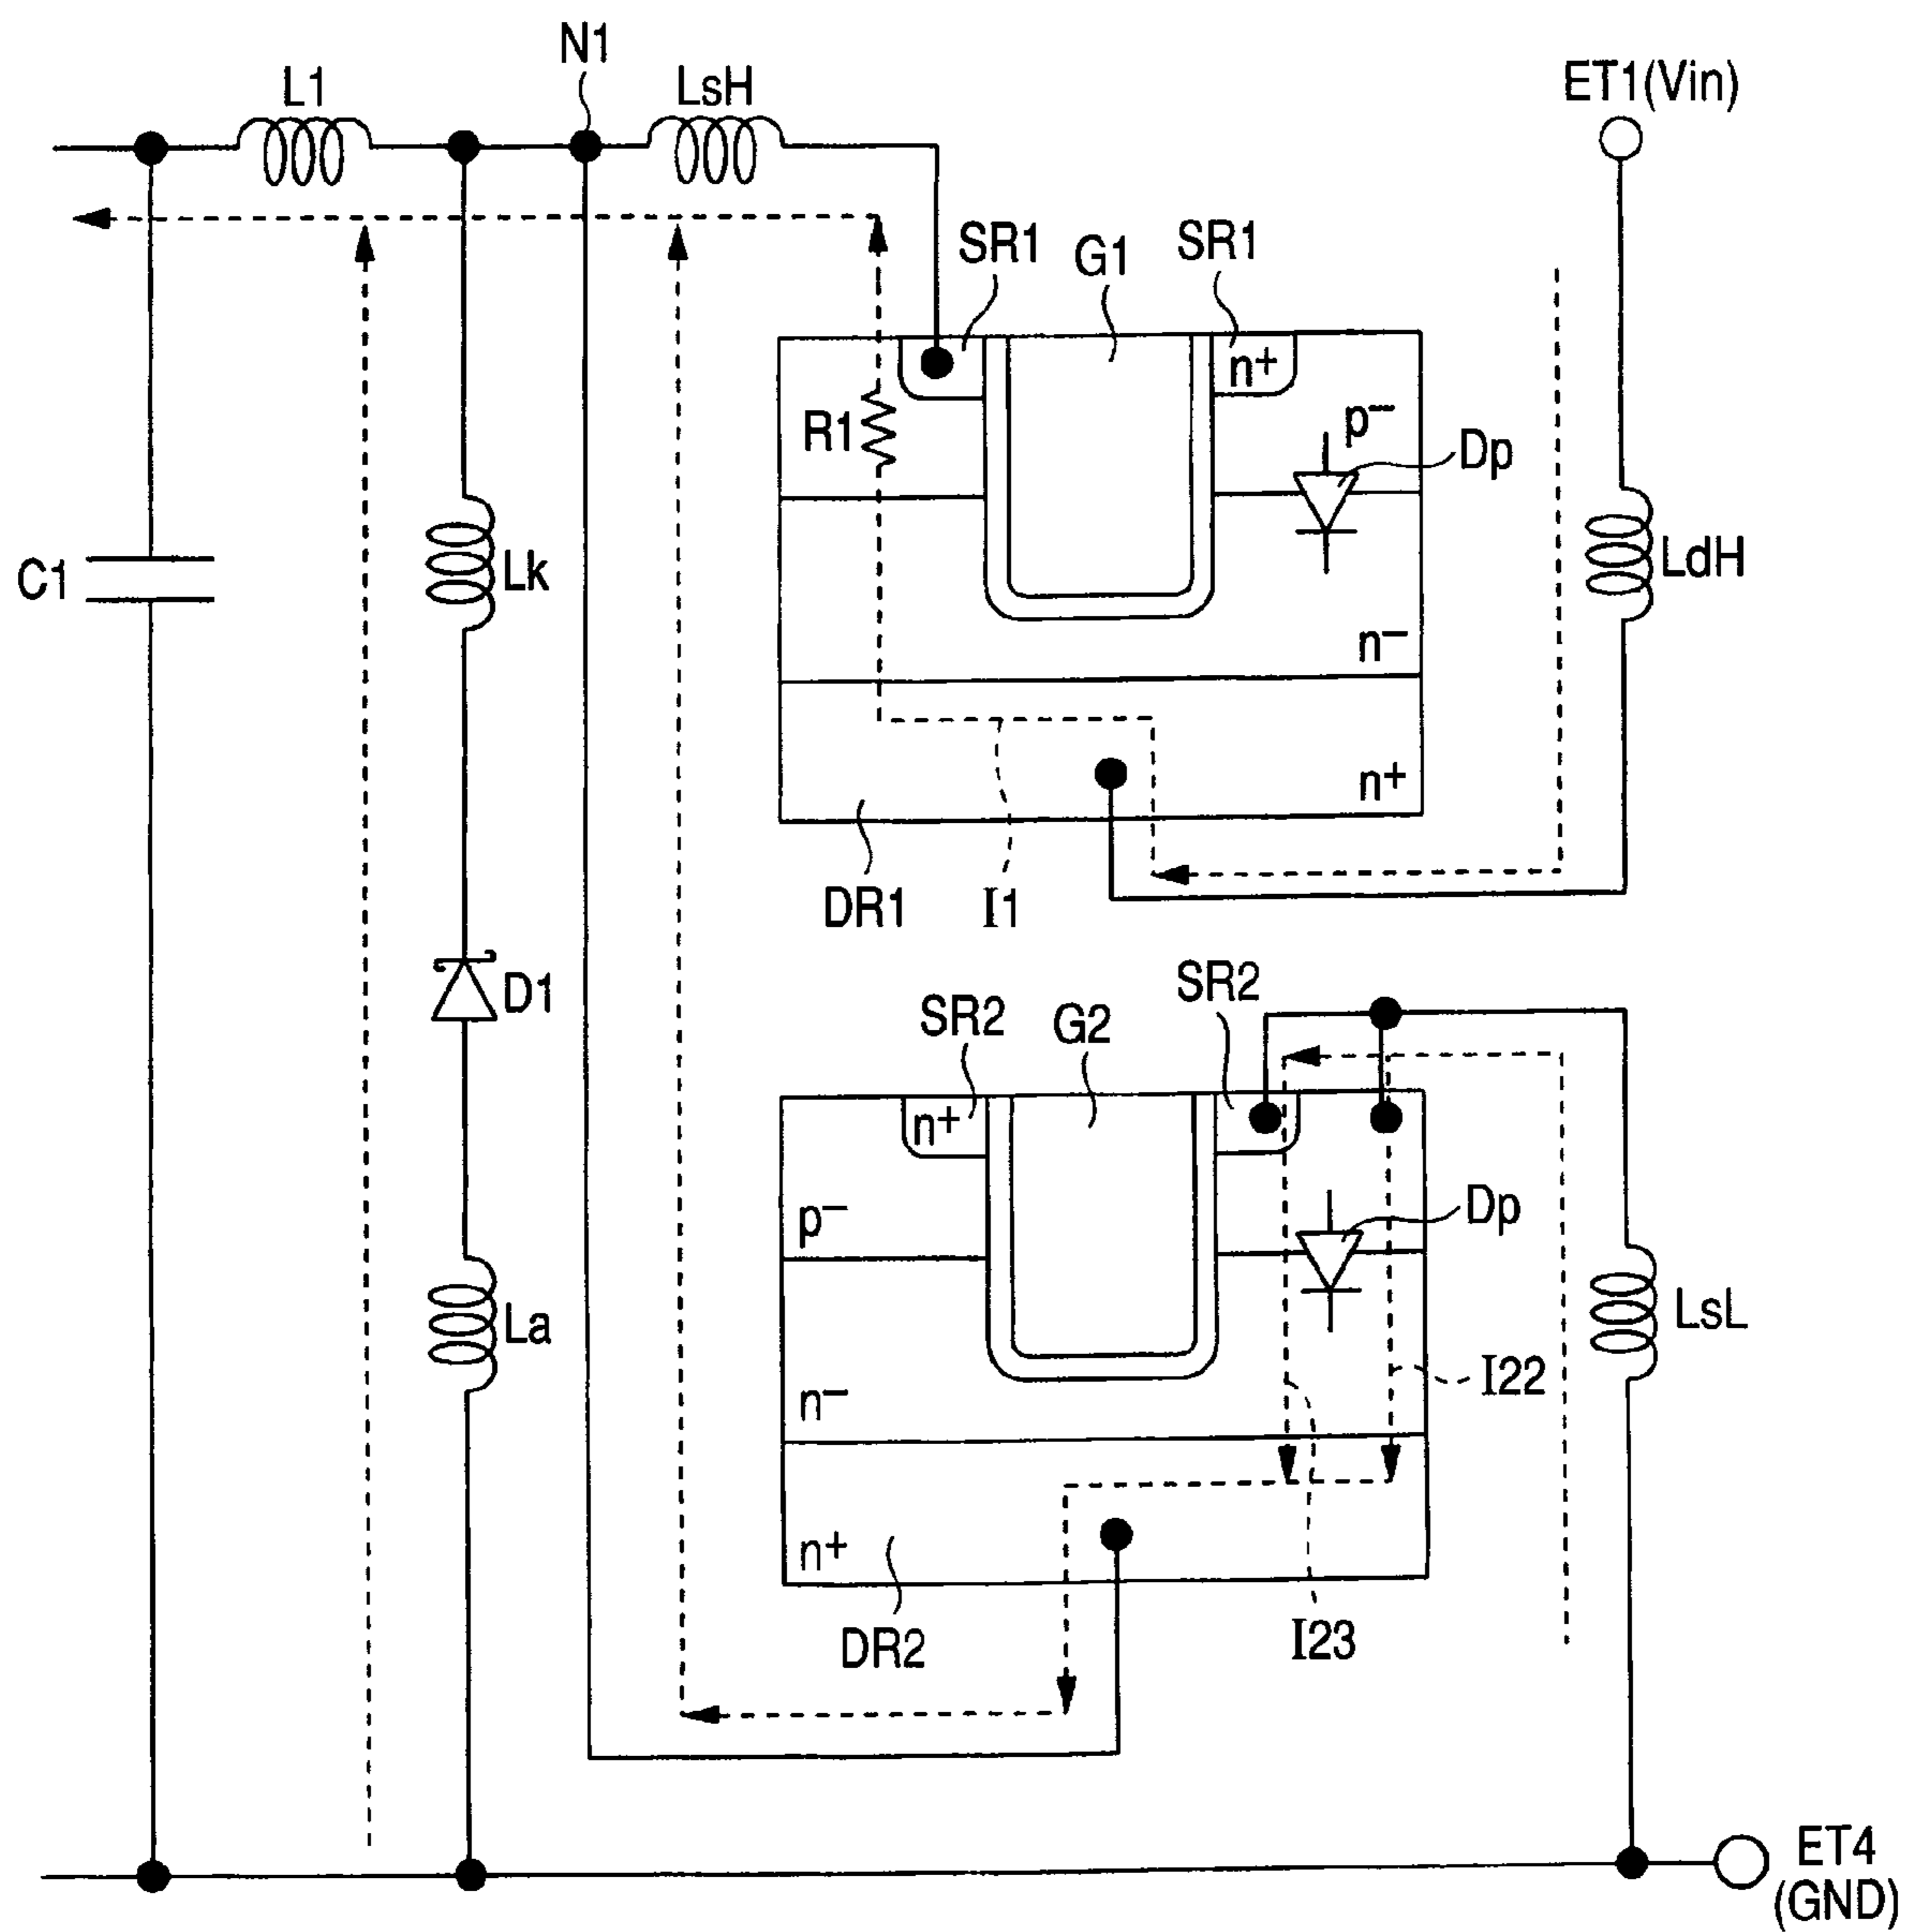 N1
L1
LsH
ET1(Vin)
SR1
G1
SR1
n+
R1
p−
Dp
C1
Lk
LdH
n−
n+
DR1
I1
D1
SR2
SR2
G2
n+
p−
Dp
La
LsL
I22
n−
n+
I23
DR2
ET4
(GND)